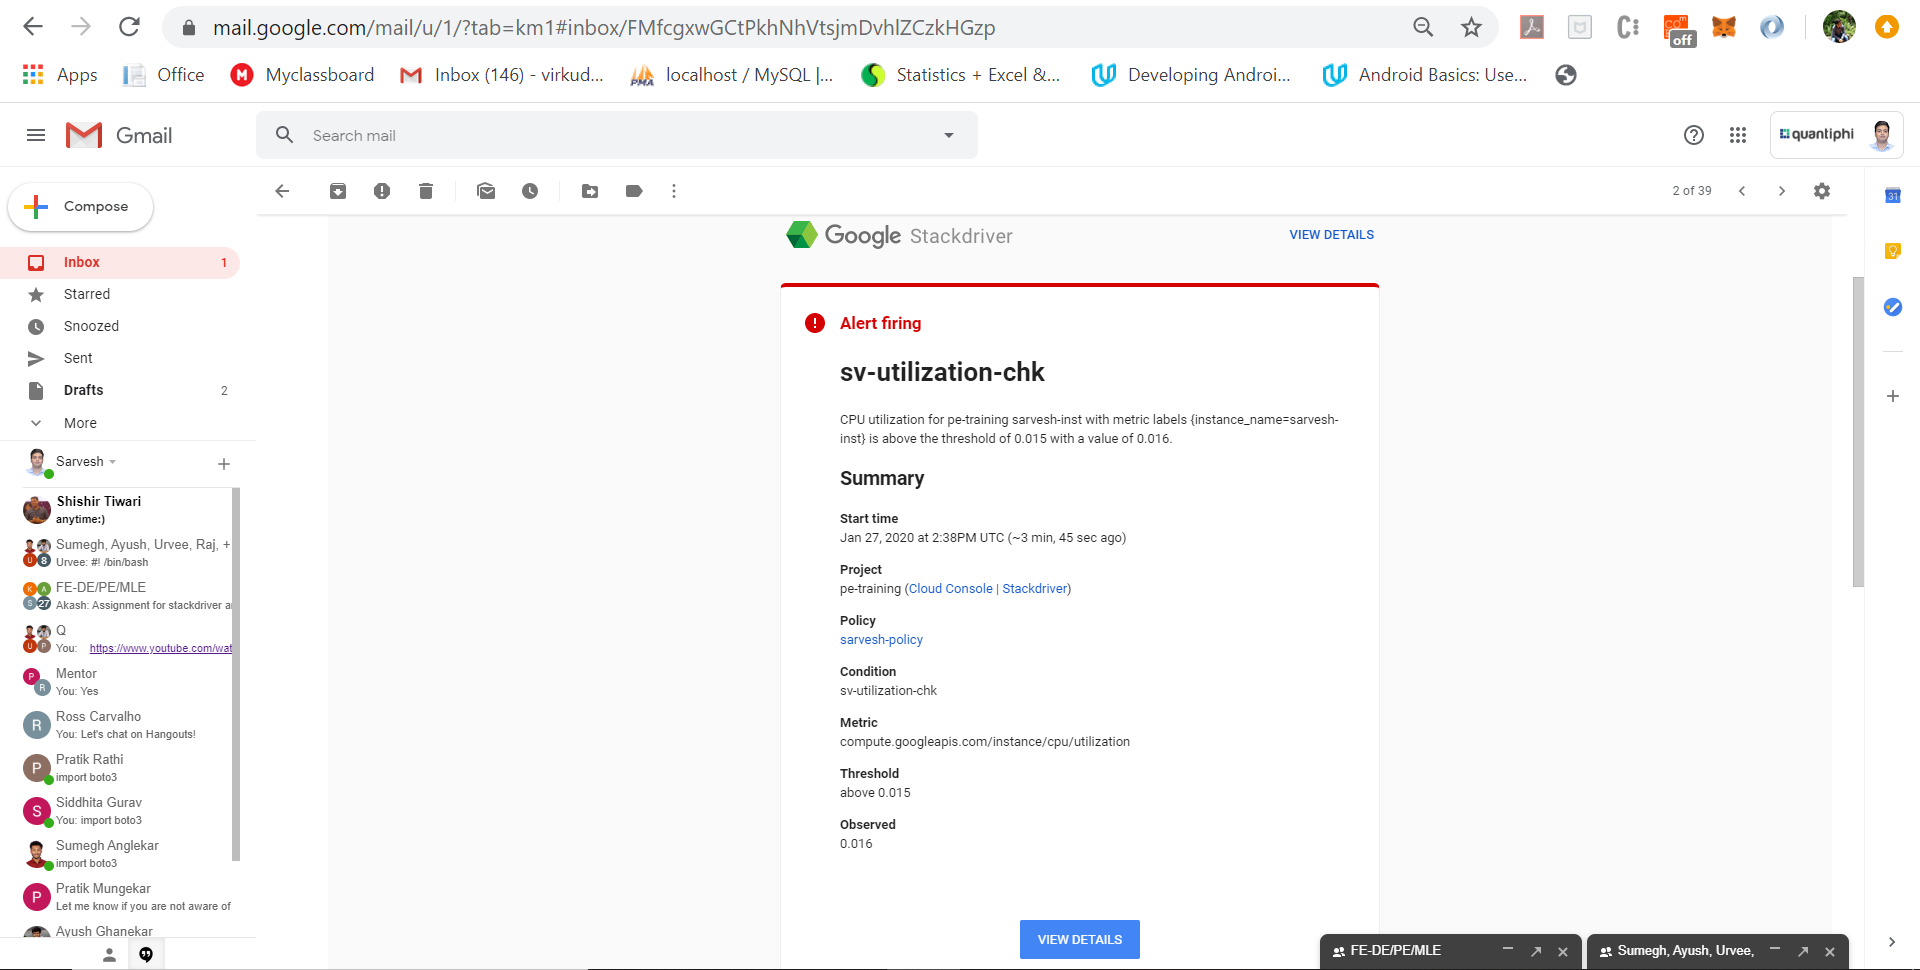 mail.google.com/mail/u/1/?tab=km1#inbox/FMfcgxwGCtPkhNhVtsjmDvhlZCzkHGzp
off
Apps
Office
Myclassboard
Inbox (146) - virkud...
localhost / MySQL |...
Statistics + Excel &...
Developing Androi...
Android Basics: Use...
Gmail
Search mail
quantiphi
Compose
2 of 39
Inbox 1
Starred
Snoozed
Sent
Drafts 2
More
Sarvesh
Shishir Tiwari
anytime:)
Sumegh, Ayush, Urvee, Raj, +
Urvee: #! /bin/bash
FE-DE/PE/MLE
Akash: Assignment for stackdriver a
Q
You: https://www.youtube.com/wat
Mentor
You: Yes
Ross Carvalho
You: Let's chat on Hangouts!
Pratik Rathi
import boto3
Siddhita Gurav
You: import boto3
Sumegh Anglekar
import boto3
Pratik Mungekar
Let me know if you are not aware of
Ayush Ghanekar
Google Stackdriver
VIEW DETAILS
Alert firing
sv-utilization-chk
CPU utilization for pe-training sarvesh-inst with metric labels {instance_name=sarvesh-
inst} is above the threshold of 0.015 with a value of 0.016.
Summary
Start time
Jan 27, 2020 at 2:38PM UTC (~3 min, 45 sec ago)
Project
pe-training (Cloud Console | Stackdriver)
Policy
sarvesh-policy
Condition
sv-utilization-chk
Metric
compute.googleapis.com/instance/cpu/utilization
Threshold
above 0.015
Observed
0.016
VIEW DETAILS
31
FE-DE/PE/MLE
Sumegh, Ayush, Urvee,